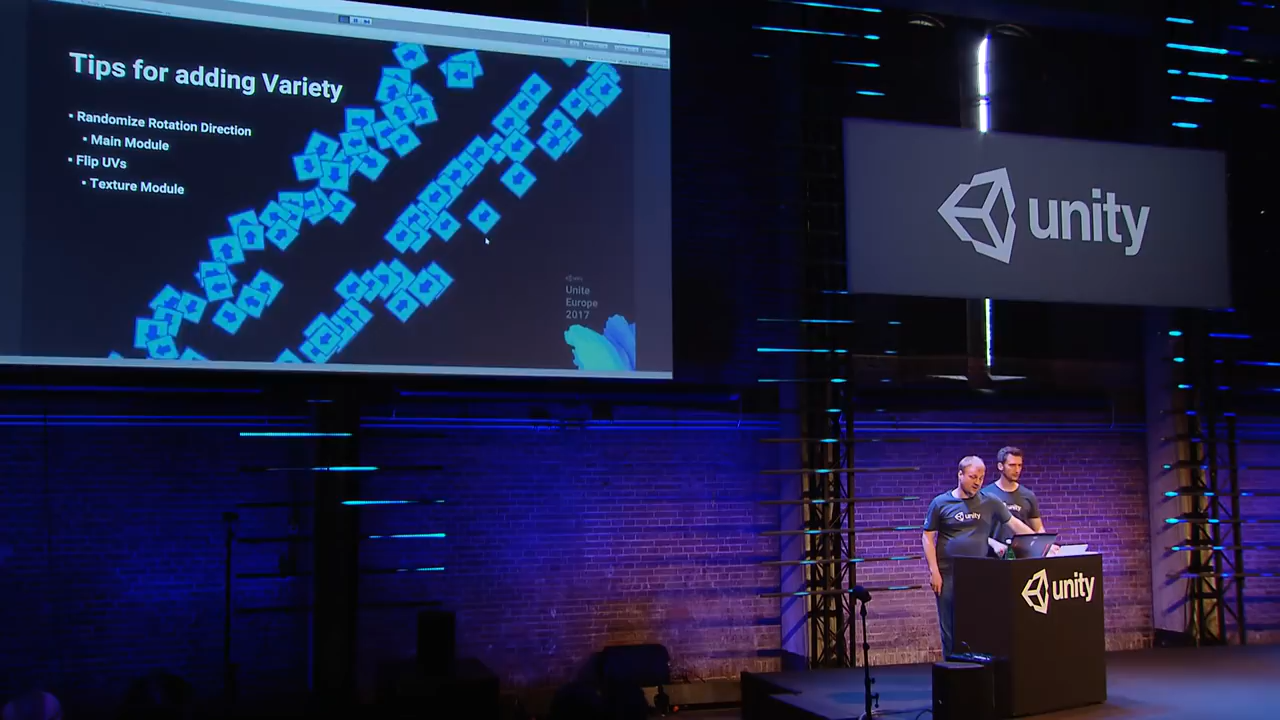 Tips for adding Variety
▪ Randomize Rotation Direction
▪ Main Module
▪ Flip UVs
▪ Texture Module
Unite
Europe
2017
unity
unity
unity
unity